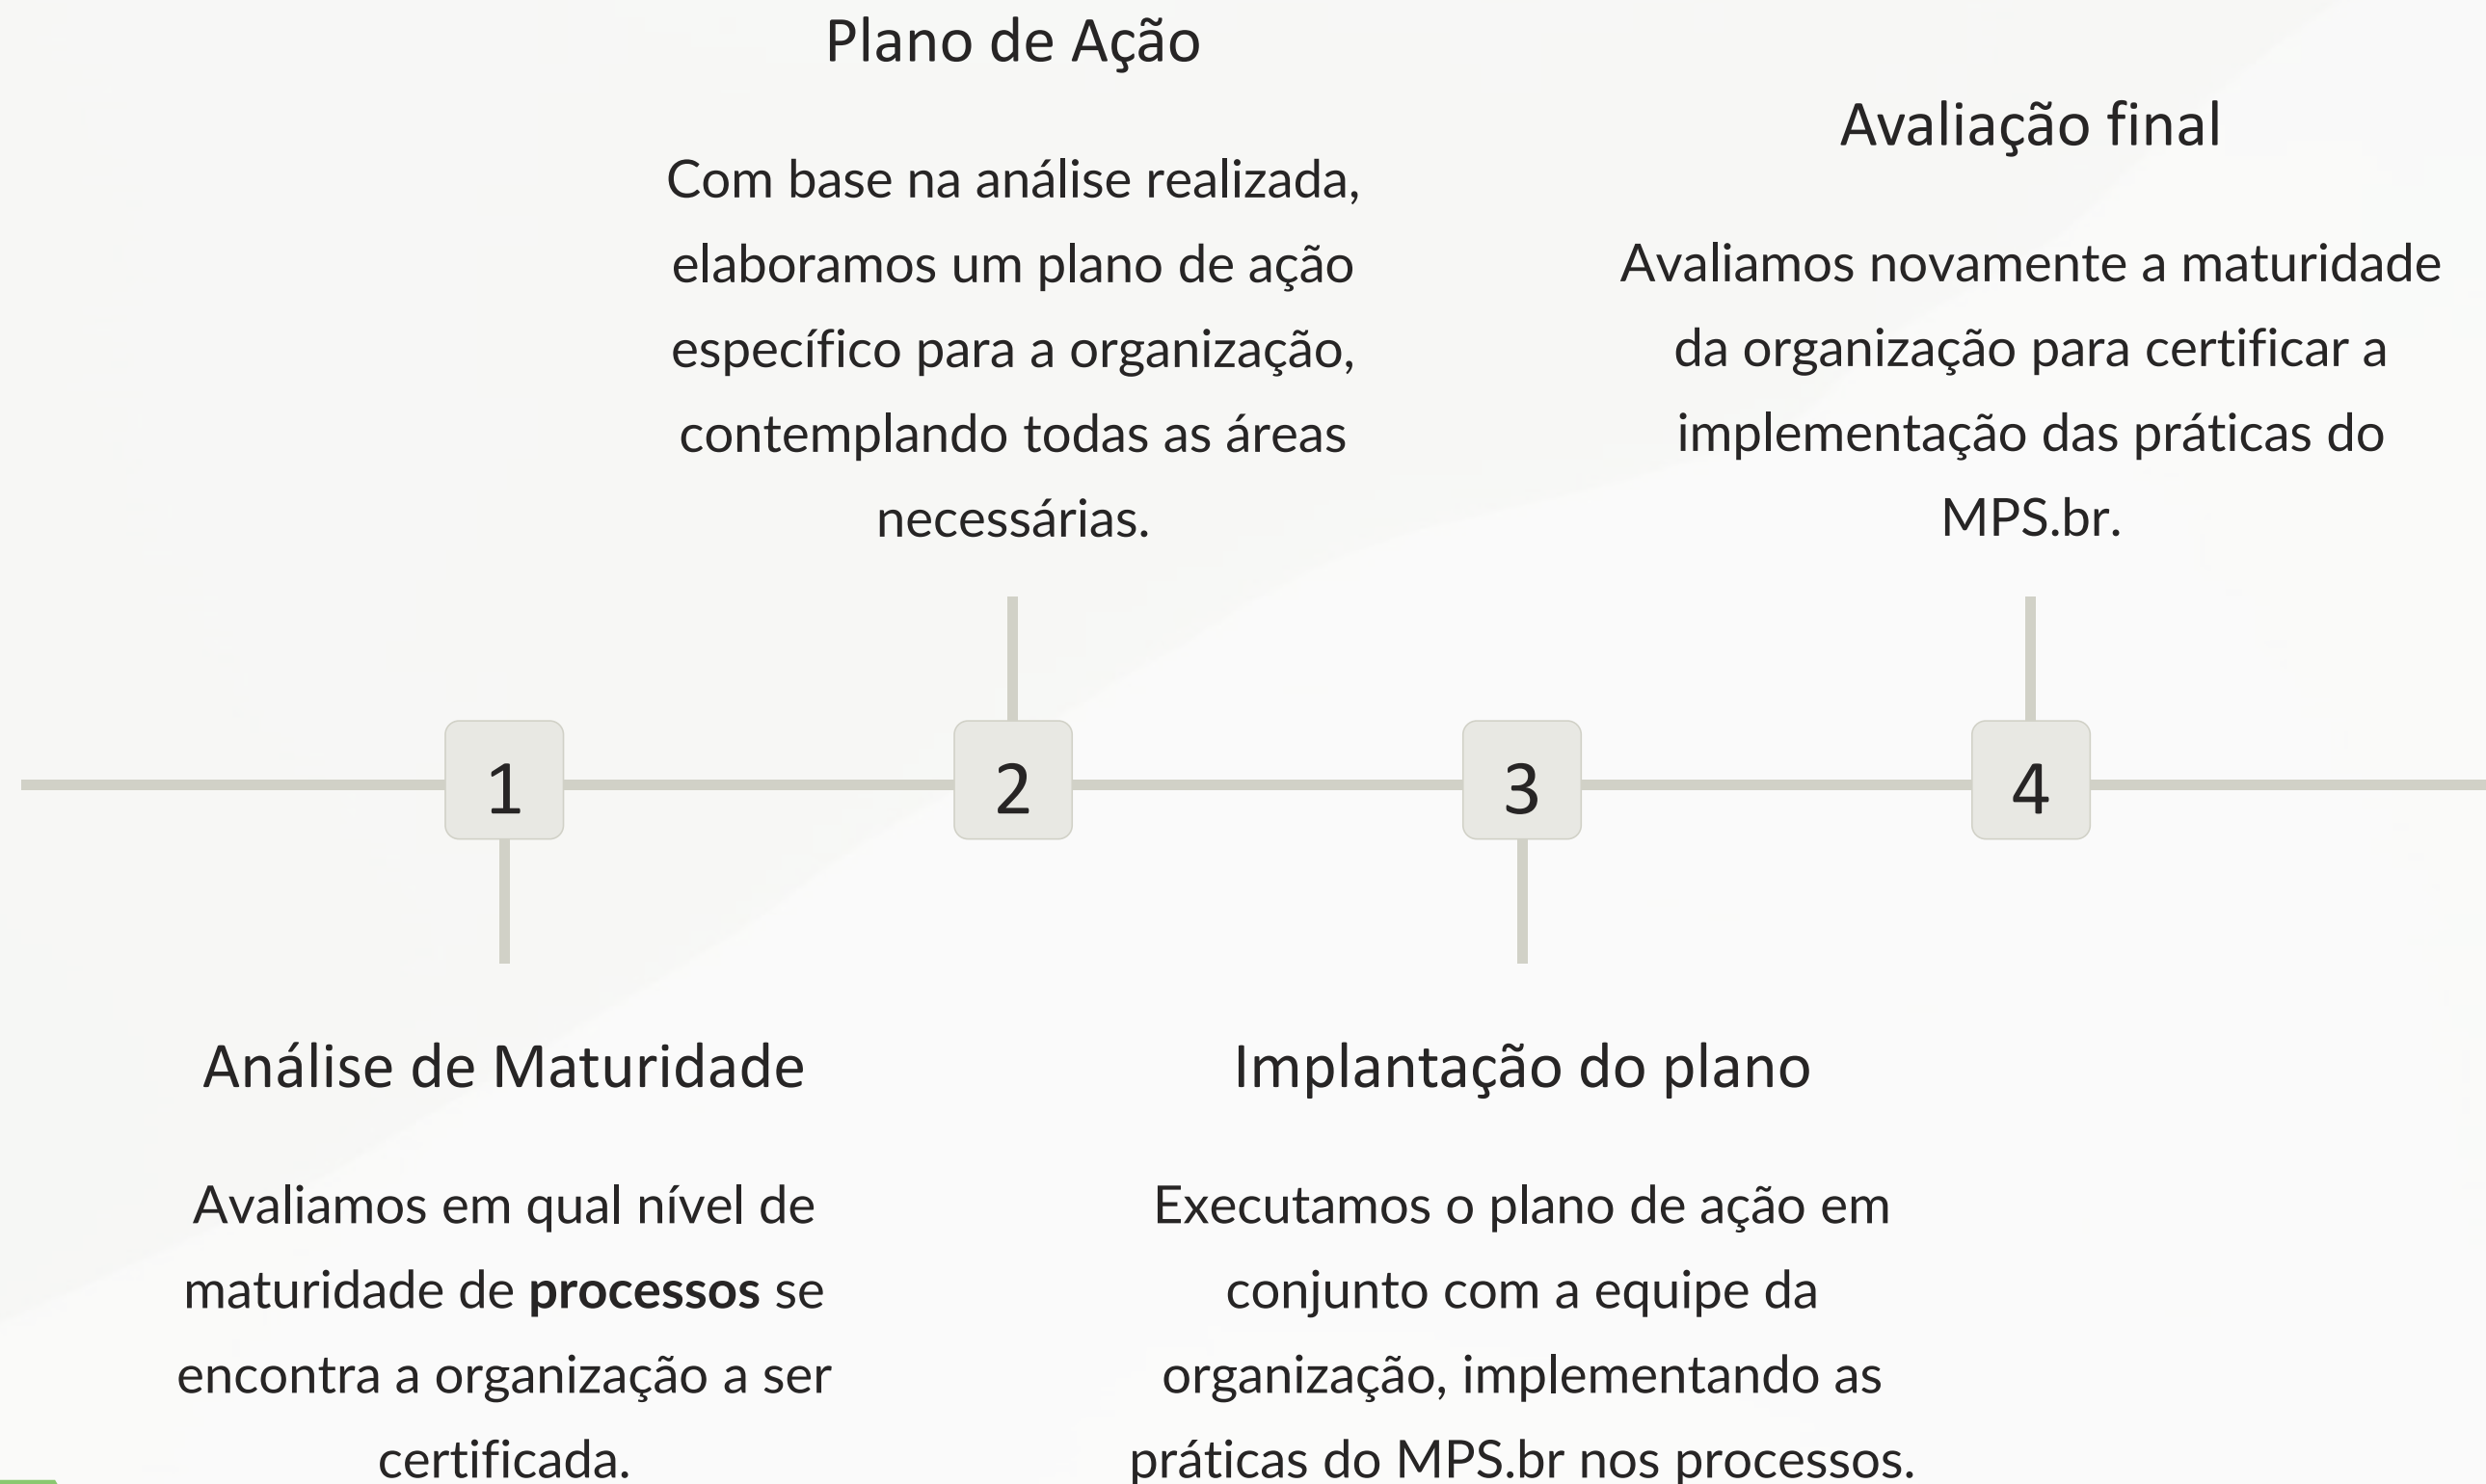 Plano de Ação
Com base na análise realizada,
elaboramos um plano de ação
específico para a organização,
contemplando todas as áreas
necessárias.
Avaliação final
Avaliamos novamente a maturidade
da organização para certificar a
implementação das práticas do
MPS.br.
1
2
3
4
Análise de Maturidade
Avaliamos em qual nível de
maturidade de processos se
encontra a organização a ser
certificada.
Implantação do plano
Executamos o plano de ação em
conjunto com a equipe da
organização, implementando as
práticas do MPS.br nos processos.